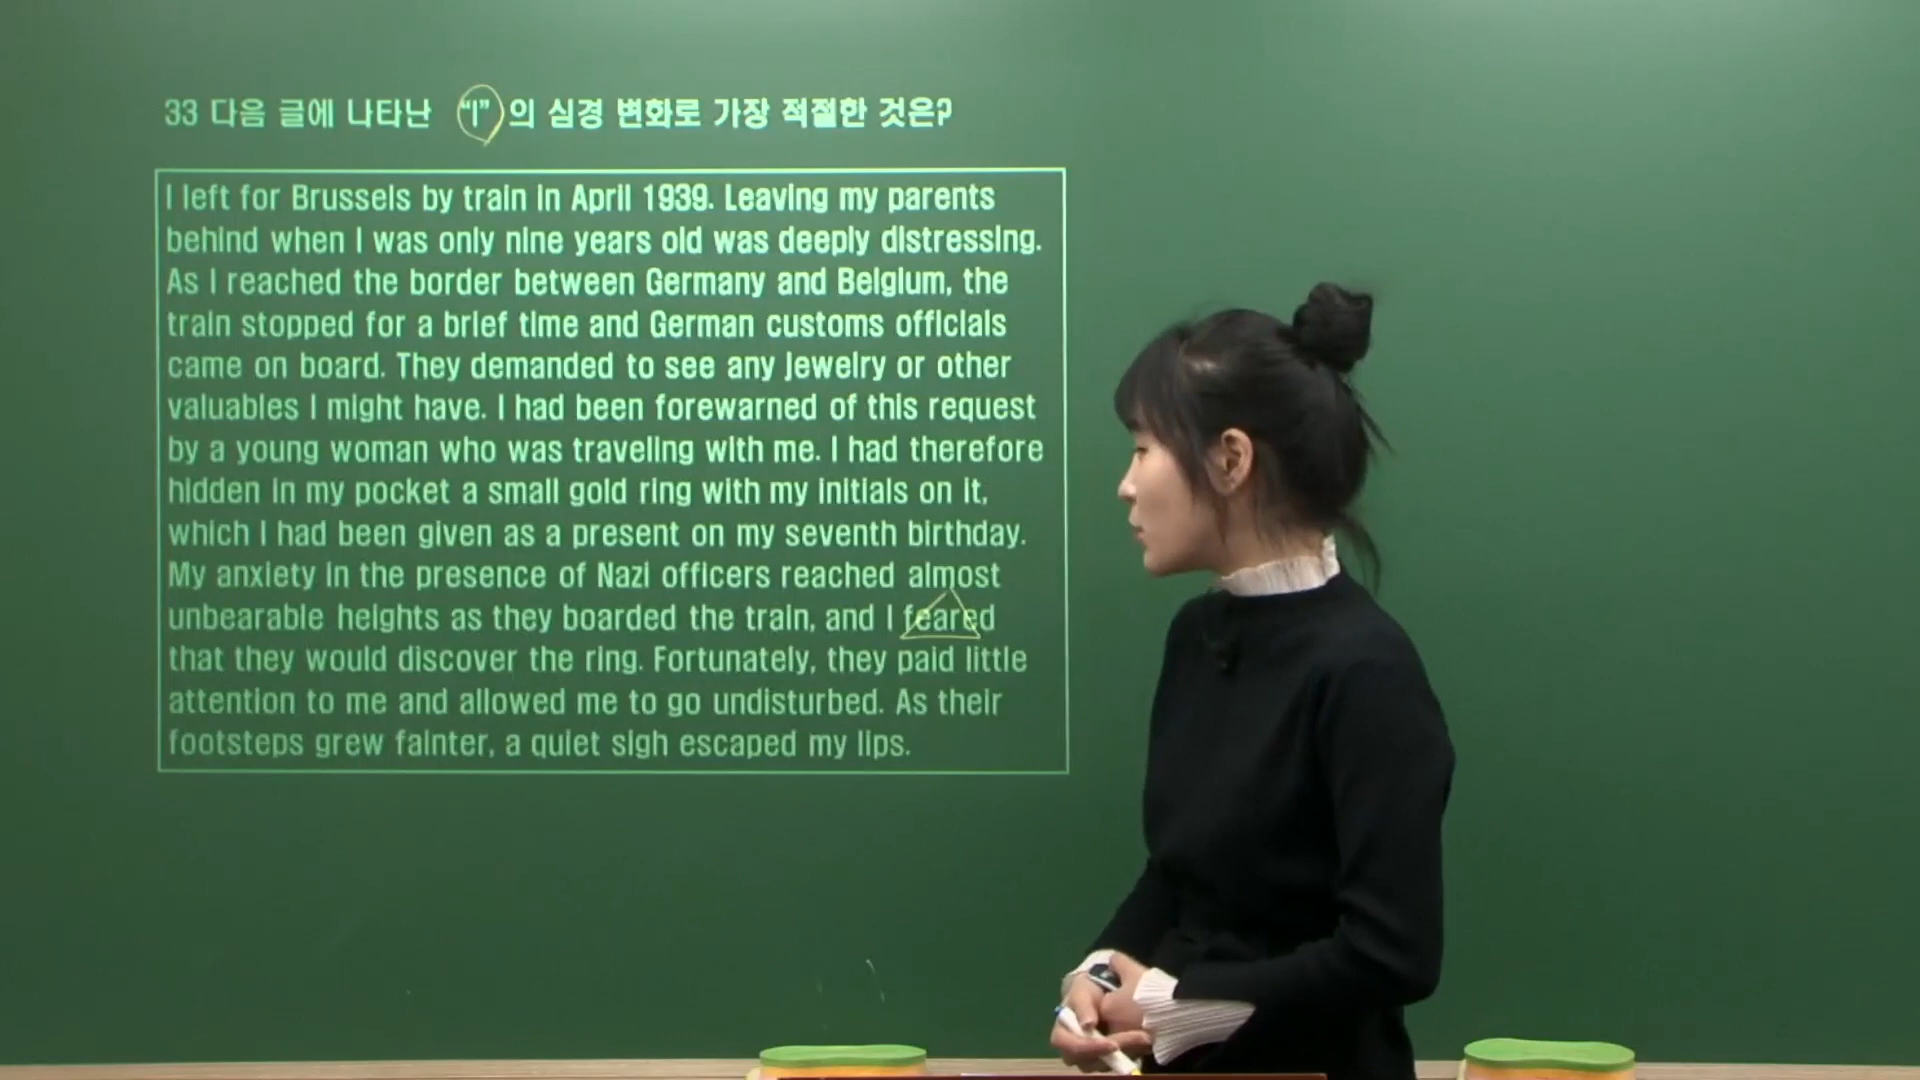 33 다음 글에 나타난 “I” 의 심경 변화로 가장 적절한 것은?
I left for Brussels by train in April 1939. Leaving my parents
behind when I was only nine years old was deeply distressing.
As I reached the border between Germany and Belgium, the
train stopped for a brief time and German customs officials
came on board. They demanded to see any jewelry or other
valuables I might have. I had been forewarned of this request
by a young woman who was traveling with me. I had therefore
hidden in my pocket a small gold ring with my initials on it,
which I had been given as a present on my seventh birthday.
My anxiety in the presence of Nazi officers reached almost
unbearable heights as they boarded the train, and I feared
that they would discover the ring. Fortunately, they paid little
attention to me and allowed me to go undisturbed. As their
footsteps grew fainter, a quiet sigh escaped my lips.